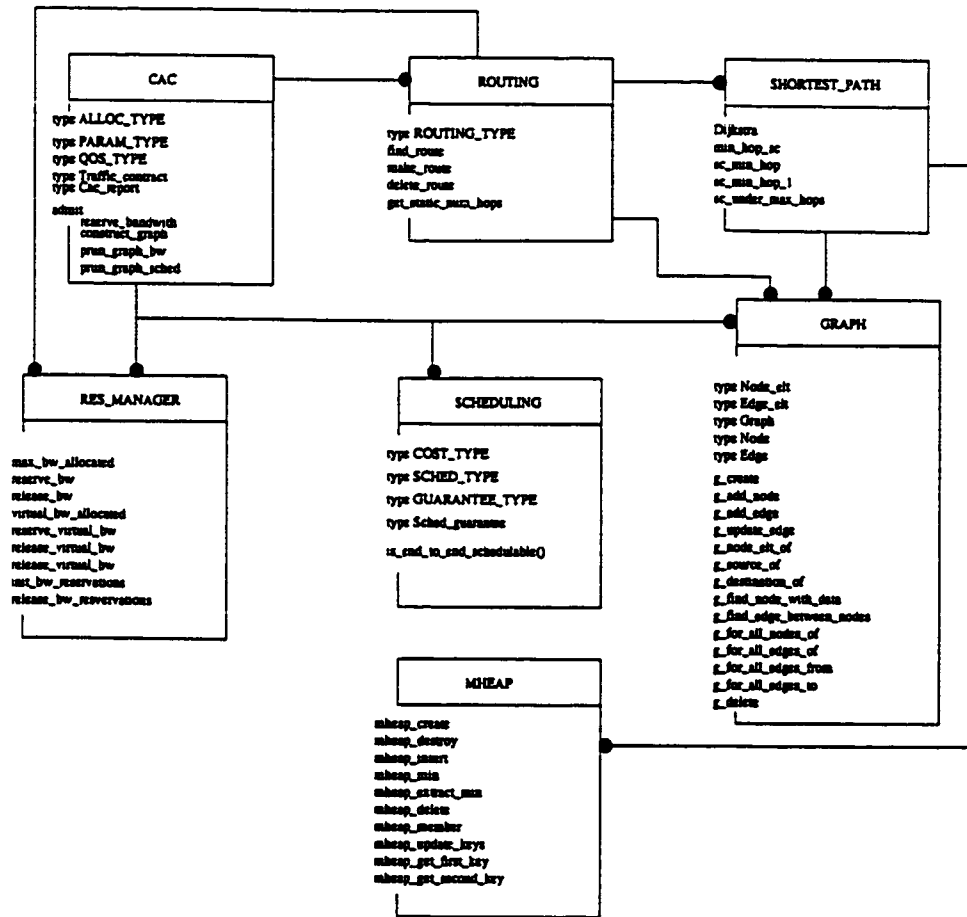 CAC
type ALLOC_TYPE
type PARAM_TYPE
type QOS_TYPE
type Traffic_contract
type Cac_report
admit
reserve_bandwith
construct_graph
prun_graph_bw
prun_graph_sched
ROUTING
type ROUTING_TYPE
find_route
make_route
delete_route
get_static_num_hops
SHORTEST_PATH
Dijkstra
min_hop_sc
sc_min_hop
sc_min_hop_1
sc_under_max_hops
RES_MANAGER
max_bw_allocated
reserve_bw
release_bw
virtual_bw_allocated
reserve_virtual_bw
release_virtual_bw
release_virtual_bw
release_bw_resvervations
SCHEDULING
type COST_TYPE
type SCHED_TYPE
type GUARANTEE_TYPE
type Sched_guarantee
is_end_to_end_schedulable()
GRAPH
type Node_elt
type Edge_elt
type Graph
type Node
type Edge
g_create
g_add_node
g_add_edge
g_update_edge
g_node_elt_of
g_source_of
g_destination_of
g_find_node_with_data
g_find_edge_between_nodes
g_for_all_nodes_of
g_for_all_edges_of
g_for_all_edges_from
g_for_all_edges_to
g_delete
MHEAP
mheap_create
mheap_destroy
mheap_insert
mheap_min
mheap_extract_min
mheap_delete
mheap_member
mheap_update_keys
mheap_get_first_key
mheap_get_second_key